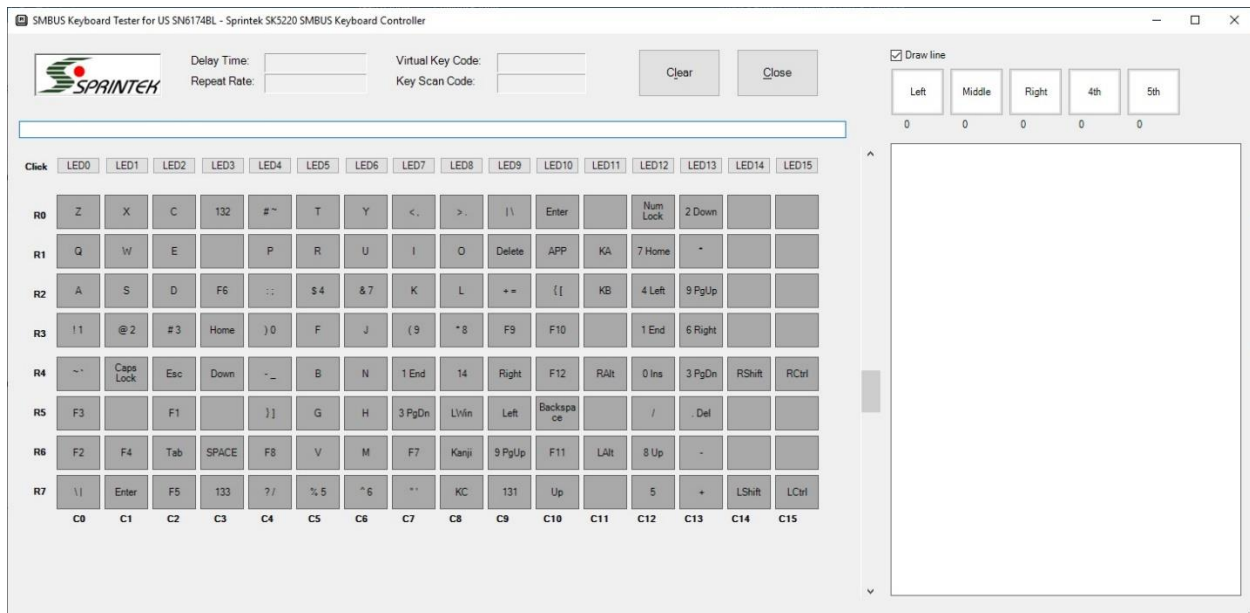 SMBUS Keyboard Tester for US SN6174BL - Sprintek SK5220 SMBUS Keyboard Controller
SPRINTEK
Delay Time:
Repeat Rate:
Virtual Key Code:
Key Scan Code:
Clear
Close
Draw line
Left Middle Right 4th 5th
0 0 0 0 0
Click LED0 LED1 LED2 LED3 LED4 LED5 LED6 LED7 LED8 LED9 LED10 LED11 LED12 LED13 LED14 LED15
R0 Z X C 132 # ~ T Y < , > . | \ Enter Num Lock 2 Down
R1 Q W E P R U I O Delete APP KA 7 Home
R2 A S D F6 : ; $ 4 & 7 K L + = { [ KB 4 Left 9 PgUp
R3 ! 1 @ 2 # 3 Home ) 0 F J ( 9 * 8 F9 F10 1 End 6 Right
R4 ~ ` Caps Lock Esc Down - _ B N 1 End 14 Right F12 RAlt 0 Ins 3 PgDn RShift RCtrl
R5 F3 F1 } ] G H 3 PgDn LWin Left Backspace / . Del
R6 F2 F4 Tab SPACE F8 V M F7 Kanji 9 PgUp F11 LAlt 8 Up -
R7 \ | Enter F5 133 ? / % 5 ^ 6 " ' KC 131 Up 5 + LShift LCtrl
C0 C1 C2 C3 C4 C5 C6 C7 C8 C9 C10 C11 C12 C13 C14 C15